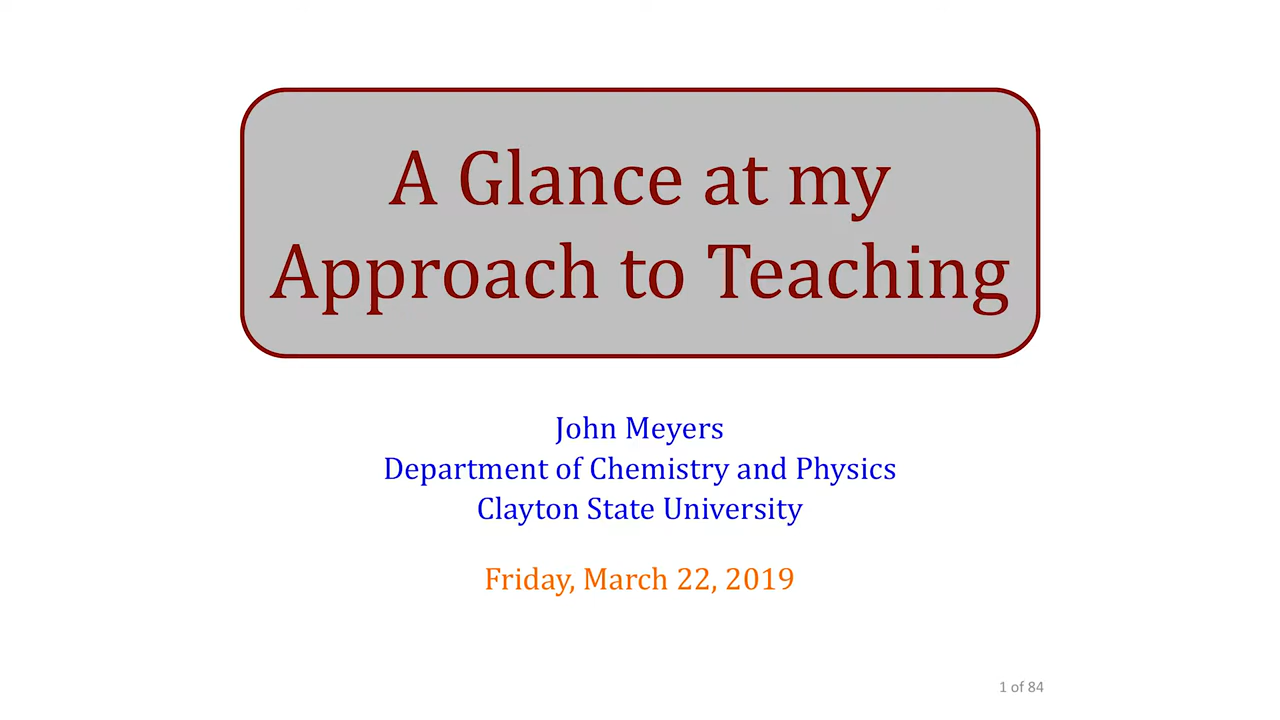 A Glance at my
Approach to Teaching
John Meyers
Department of Chemistry and Physics
Clayton State University
Friday, March 22, 2019
1 of 84